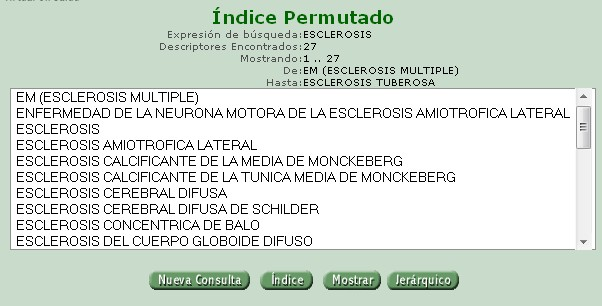 Índice Permutado
Expresión de búsqueda:ESCLEROSIS
Descriptores Encontrados:27
Mostrando:1 .. 27
De:EM (ESCLEROSIS MULTIPLE)
Hasta:ESCLEROSIS TUBEROSA
EM (ESCLEROSIS MULTIPLE)
ENFERMEDAD DE LA NEURONA MOTORA DE LA ESCLEROSIS AMIOTROFICA LATERAL
ESCLEROSIS
ESCLEROSIS AMIOTROFICA LATERAL
ESCLEROSIS CALCIFICANTE DE LA MEDIA DE MONCKEBERG
ESCLEROSIS CALCIFICANTE DE LA TUNICA MEDIA DE MONCKEBERG
ESCLEROSIS CEREBRAL DIFUSA
ESCLEROSIS CEREBRAL DIFUSA DE SCHILDER
ESCLEROSIS CONCENTRICA DE BALO
ESCLEROSIS DEL CUERPO GLOBOIDE DIFUSO
Nueva Consulta Índice Mostrar Jerárquico